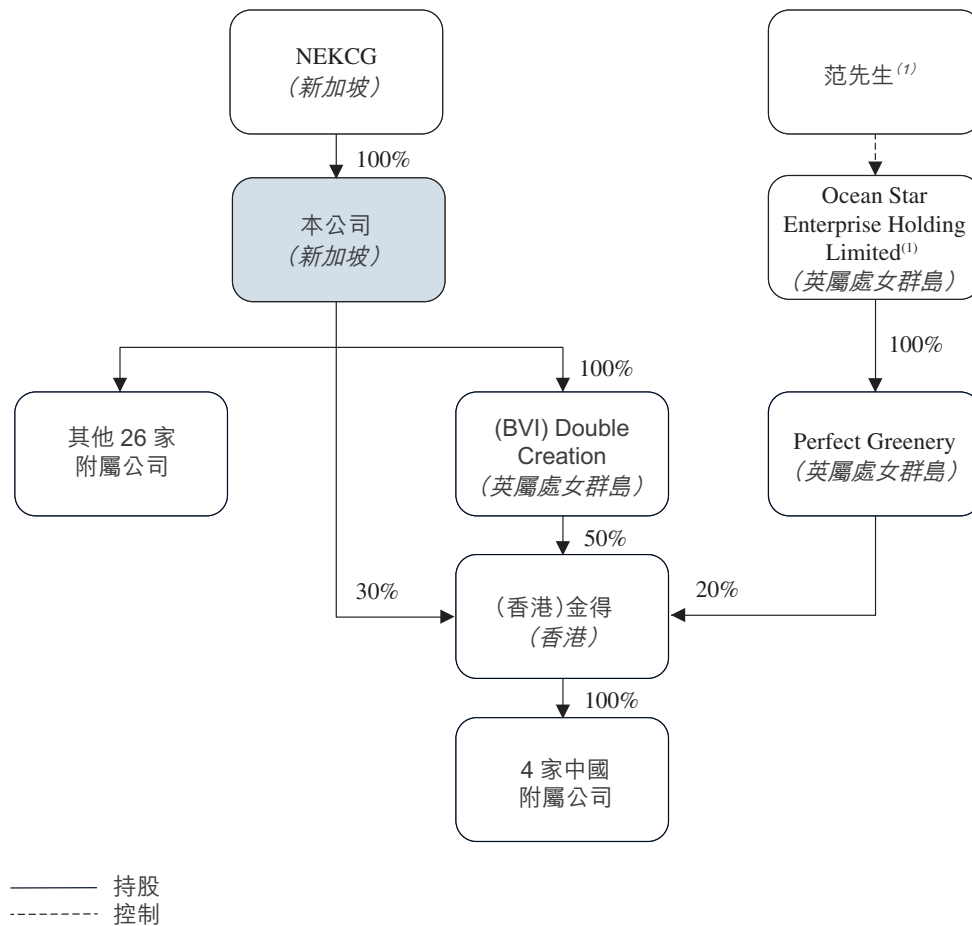 NEKCG
（新加坡）
范先生(1)
100%
本公司
（新加坡）
Ocean Star
Enterprise Holding
Limited(1)
（英屬處女群島）
100%
100%
其他 26 家
附屬公司
(BVI) Double
Creation
（英屬處女群島）
Perfect Greenery
（英屬處女群島）
50%
30%
（香港）金得
（香港）
20%
100%
4 家中國
附屬公司
持股
控制